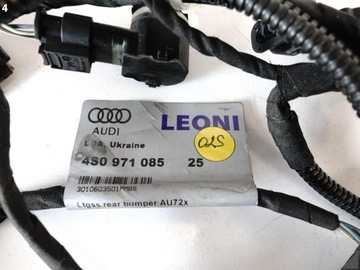 4
AUDI
LEONI
Ukraine
4S0 971 085 25
02S
Ltgss.rear bumper AU72x